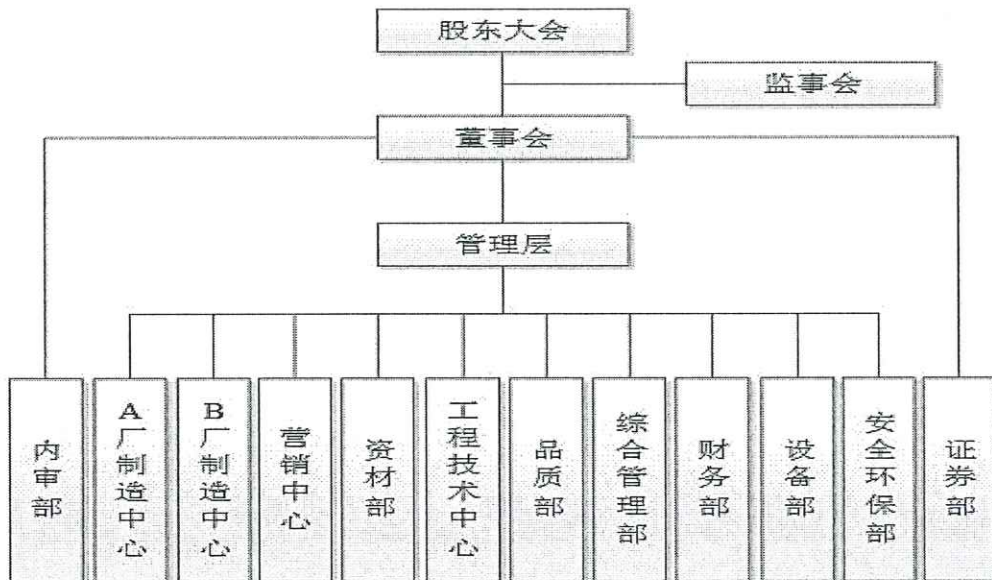 股东大会
监事会
董事会
管理层
内审部
A厂制造中心
B厂制造中心
营销中心
资材部
工程技术中心
品质部
综合管理部
财务部
设备部
安全环保部
证券部